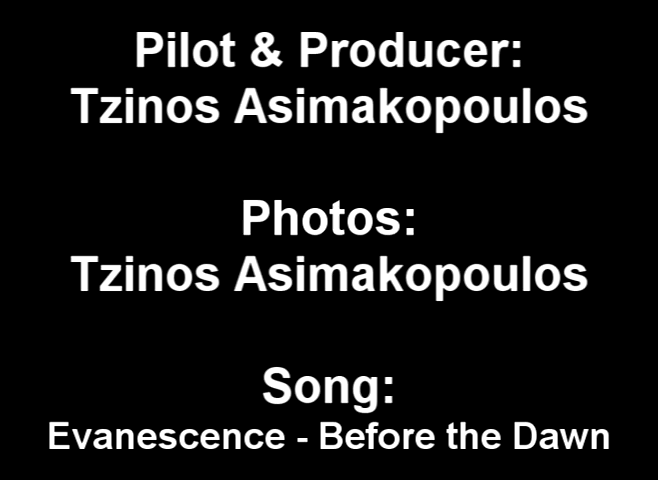 Pilot & Producer:
Tzinos Asimakopoulos
Photos:
Tzinos Asimakopoulos
Song:
Evanescence - Before the Dawn